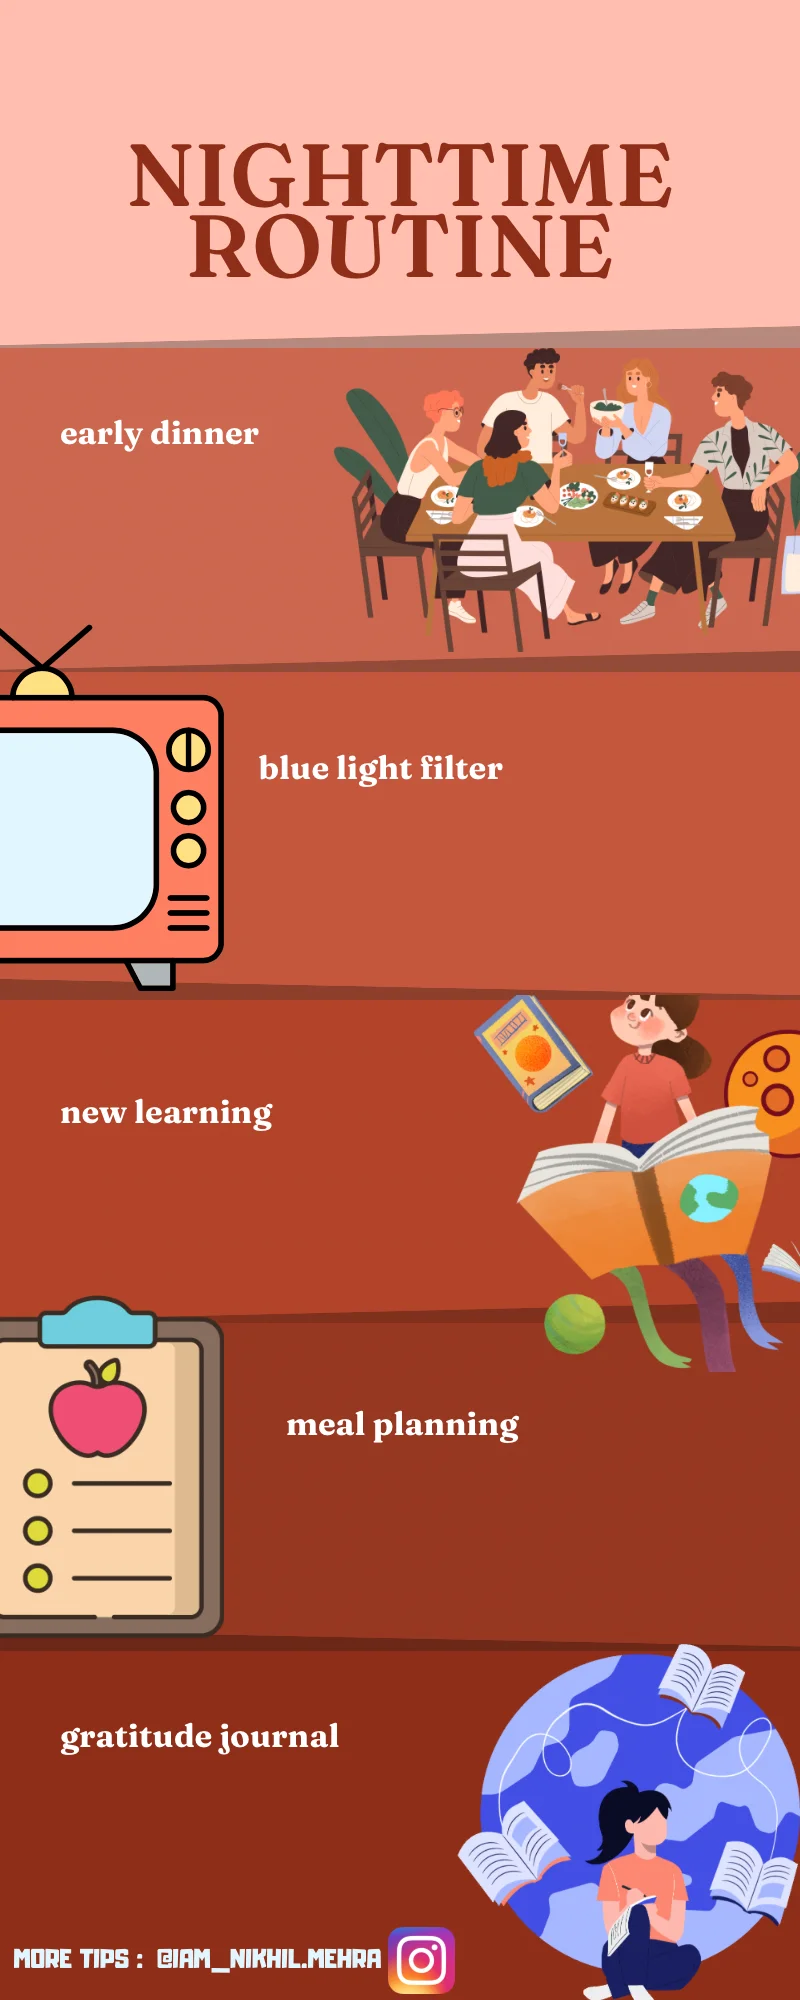 NIGHTTIME
ROUTINE
early dinner
blue light filter
new learning
meal planning
gratitude journal
MORE TIPS : @IAM_NIKHIL.MEHRA